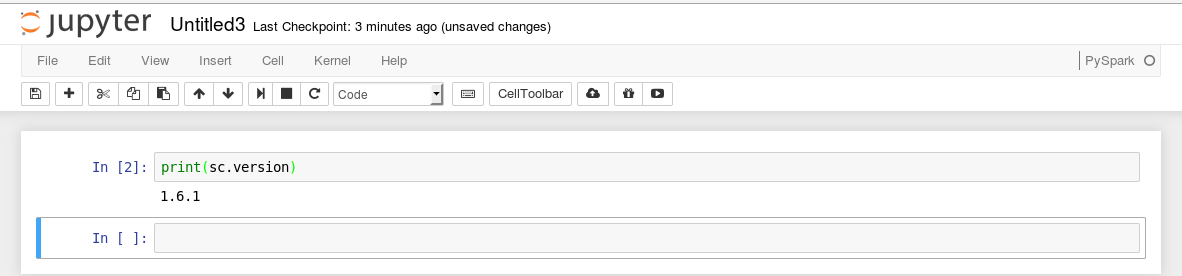 jupyter Untitled3 Last Checkpoint: 3 minutes ago (unsaved changes)
File Edit View Insert Cell Kernel Help PySpark
Code CellToolbar
In [2]: print(sc.version)
1.6.1
In [ ]: